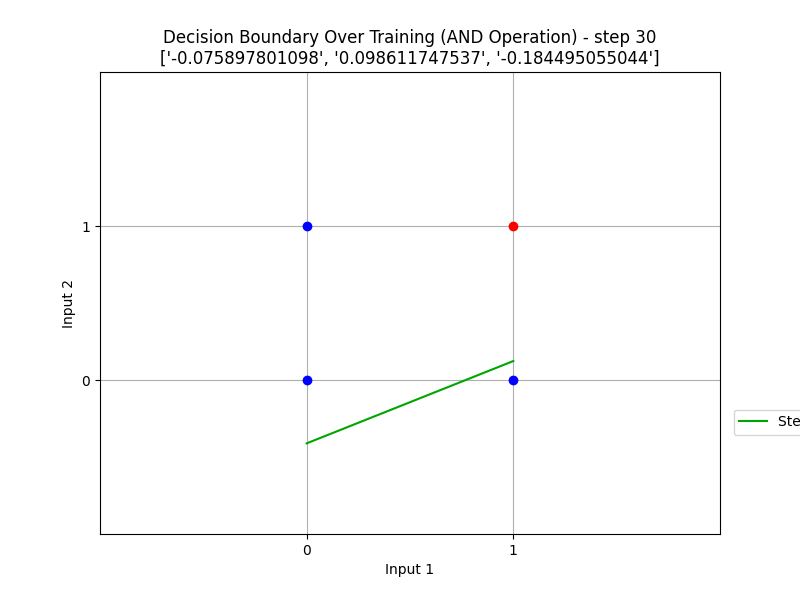 Decision Boundary Over Training (AND Operation) - step 30
['-0.075897801098', '0.098611747537', '-0.184495055044']
1
Input 2
0
Ste
0
1
Input 1